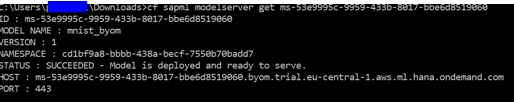 C:\Users\ \Downloads>cf sapml modelserver get ms-53e9995c-9959-433b-8017-bbe6d8519060
ID : ms-53e9995c-9959-433b-8017-bbe6d8519060
MODEL NAME : mnist_byom
VERSION : 1
NAMESPACE : cd1bf9a8-bbbb-438a-becf-7550b70badd7
STATUS : SUCCEEDED - Model is deployed and ready to serve.
HOST : ms-53e9995c-9959-433b-8017-bbe6d8519060.byom.trial.eu-central-1.aws.ml.hana.ondemand.com
PORT : 443